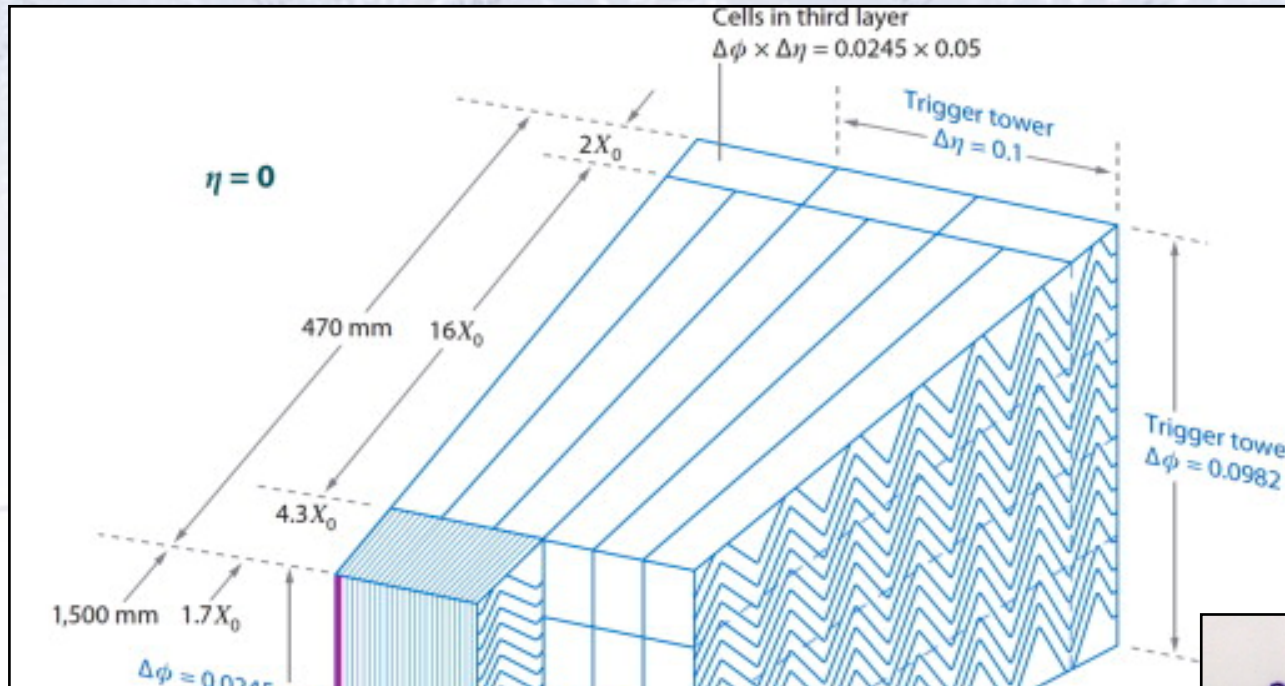 Cells in third layer
Δϕ × Δη = 0.0245 × 0.05
Trigger tower
Δη = 0.1
2X₀
η = 0
470 mm
16X₀
Trigger
Δϕ = 0.0982
4.3X₀
1,500 mm
1.7X₀
Δϕ =